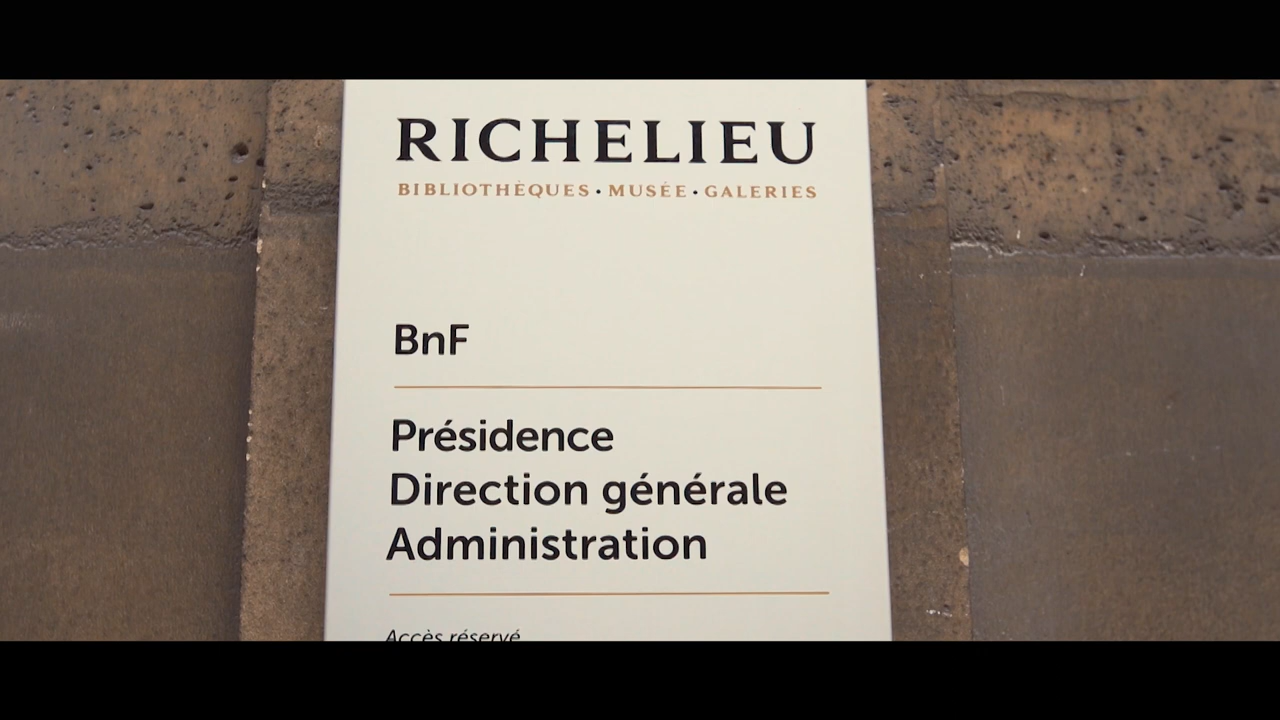 RICHELIEU
BIBLIOTHÈQUES · MUSÉE · GALERIES
BnF
Présidence
Direction générale
Administration
Accès réservé